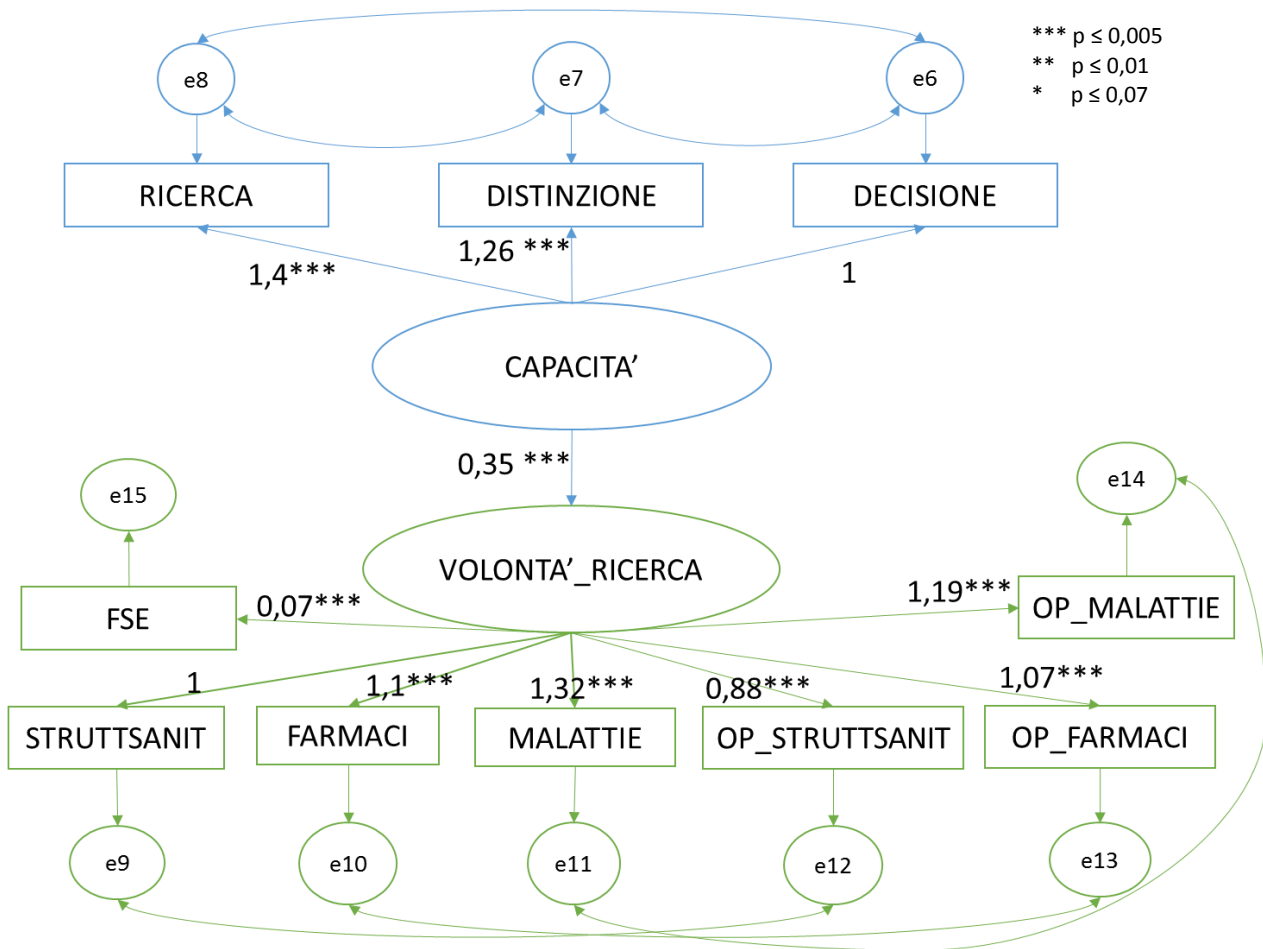 *** p ≤ 0,005
** p ≤ 0,01
* p ≤ 0,07
e8
e7
e6
RICERCA
DISTINZIONE
DECISIONE
1,4***
1,26 ***
1
CAPACITA’
0,35 ***
e15
e14
VOLONTA’_RICERCA
FSE
0,07***
1,19***
OP_MALATTIE
1
1,1***
1,32***
0,88***
1,07***
STRUTTSANIT
FARMACI
MALATTIE
OP_STRUTTSANIT
OP_FARMACI
e9
e10
e11
e12
e13